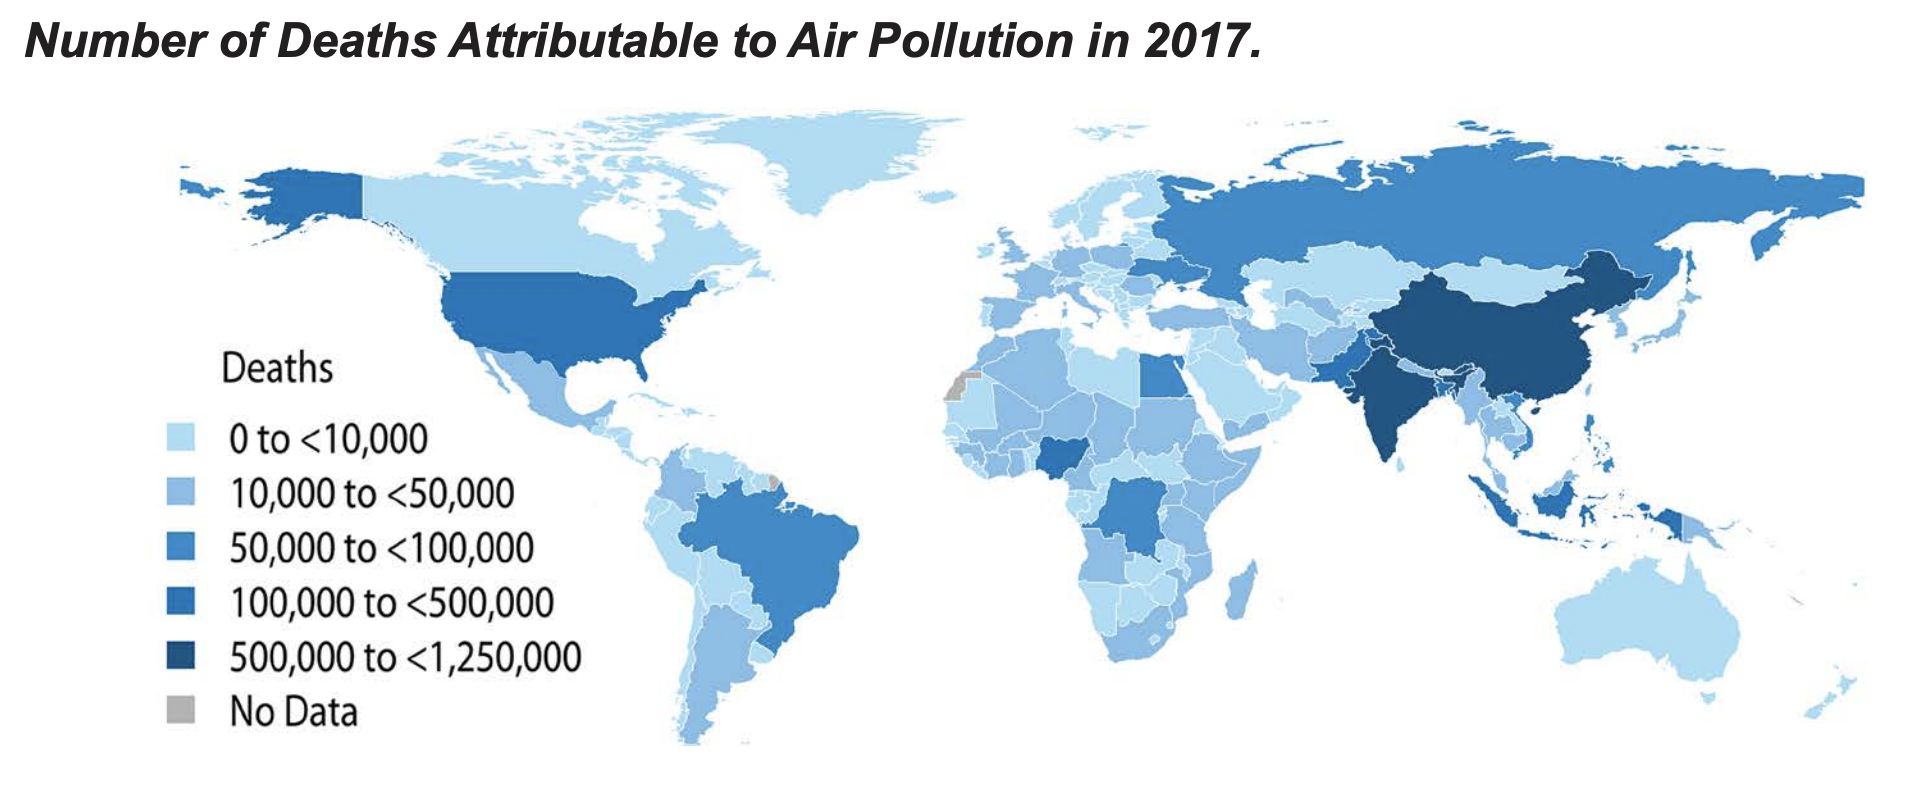 Number of Deaths Attributable to Air Pollution in 2017.
Deaths
0 to <10,000
10,000 to <50,000
50,000 to <100,000
100,000 to <500,000
500,000 to <1,250,000
No Data